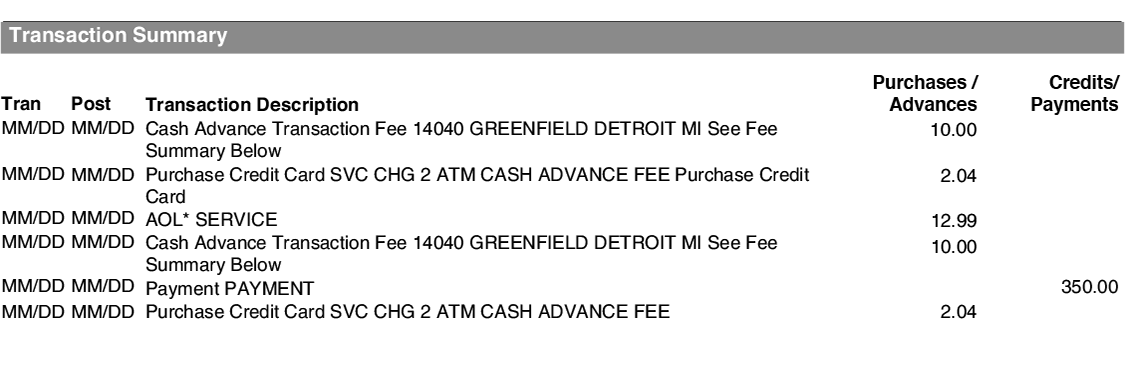 Transaction Summary
Purchases / Credits/
Tran Post Transaction Description Advances Payments
MM/DD MM/DD Cash Advance Transaction Fee 14040 GREENFIELD DETROIT MI See Fee 10.00
Summary Below
MM/DD MM/DD Purchase Credit Card SVC CHG 2 ATM CASH ADVANCE FEE Purchase Credit 2.04
Card
MM/DD MM/DD AOL* SERVICE 12.99
MM/DD MM/DD Cash Advance Transaction Fee 14040 GREENFIELD DETROIT MI See Fee 10.00
Summary Below
MM/DD MM/DD Payment PAYMENT 350.00
MM/DD MM/DD Purchase Credit Card SVC CHG 2 ATM CASH ADVANCE FEE 2.04